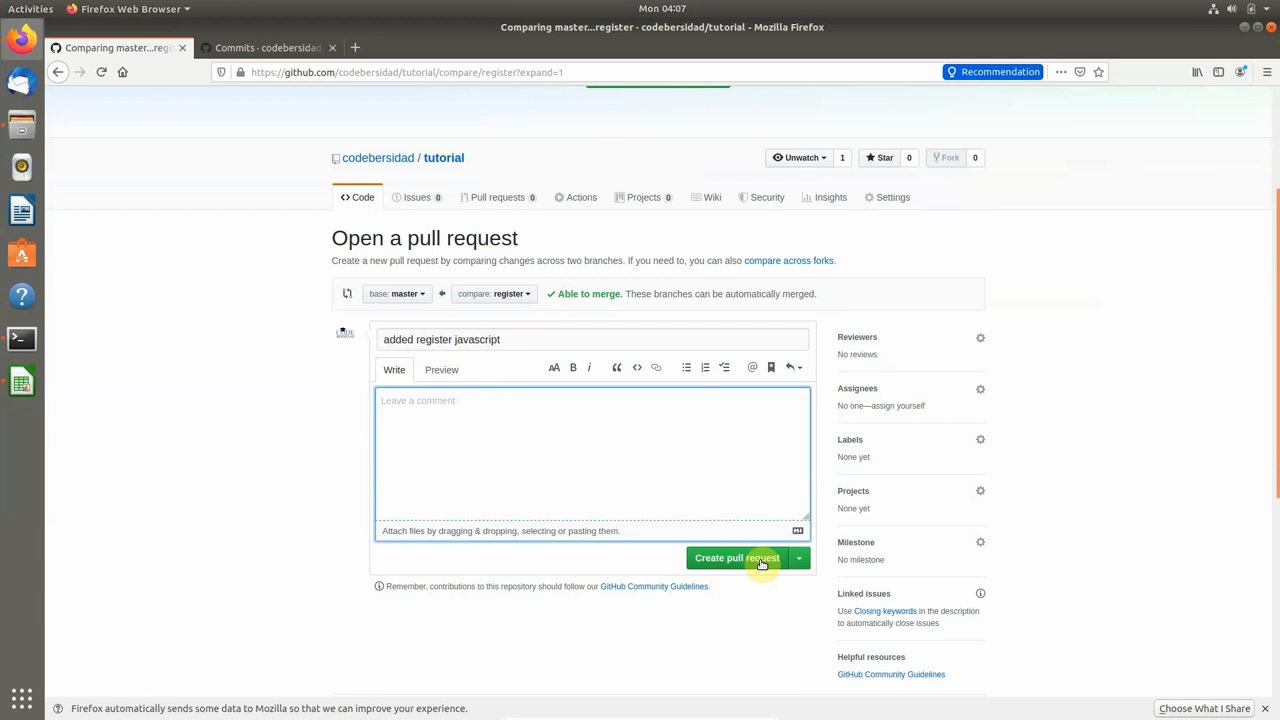 Activities
Firefox Web Browser
Mon 04:07
Comparing master...register · codebersidad/tutorial - Mozilla Firefox
Comparing master...regist
Commits · codebersidad
https://github.com/codebersidad/tutorial/compare/register?expand=1
Recommendation
codebersidad / tutorial
Unwatch 1
Star 0
Fork 0
Code
Issues 0
Pull requests 0
Actions
Projects 0
Wiki
Security
Insights
Settings
Open a pull request
Create a new pull request by comparing changes across two branches. If you need to, you can also compare across forks.
base: master
compare: register
Able to merge. These branches can be automatically merged.
CODE
added register javascript
Write
Preview
Leave a comment
Attach files by dragging & dropping, selecting or pasting them.
Create pull request
Remember, contributions to this repository should follow our GitHub Community Guidelines.
Reviewers
No reviews
Assignees
No one—assign yourself
Labels
None yet
Projects
None yet
Milestone
No milestone
Linked issues
Use Closing keywords in the description
to automatically close issues
Helpful resources
GitHub Community Guidelines
Firefox automatically sends some data to Mozilla so that we can improve your experience.
Choose What I Share